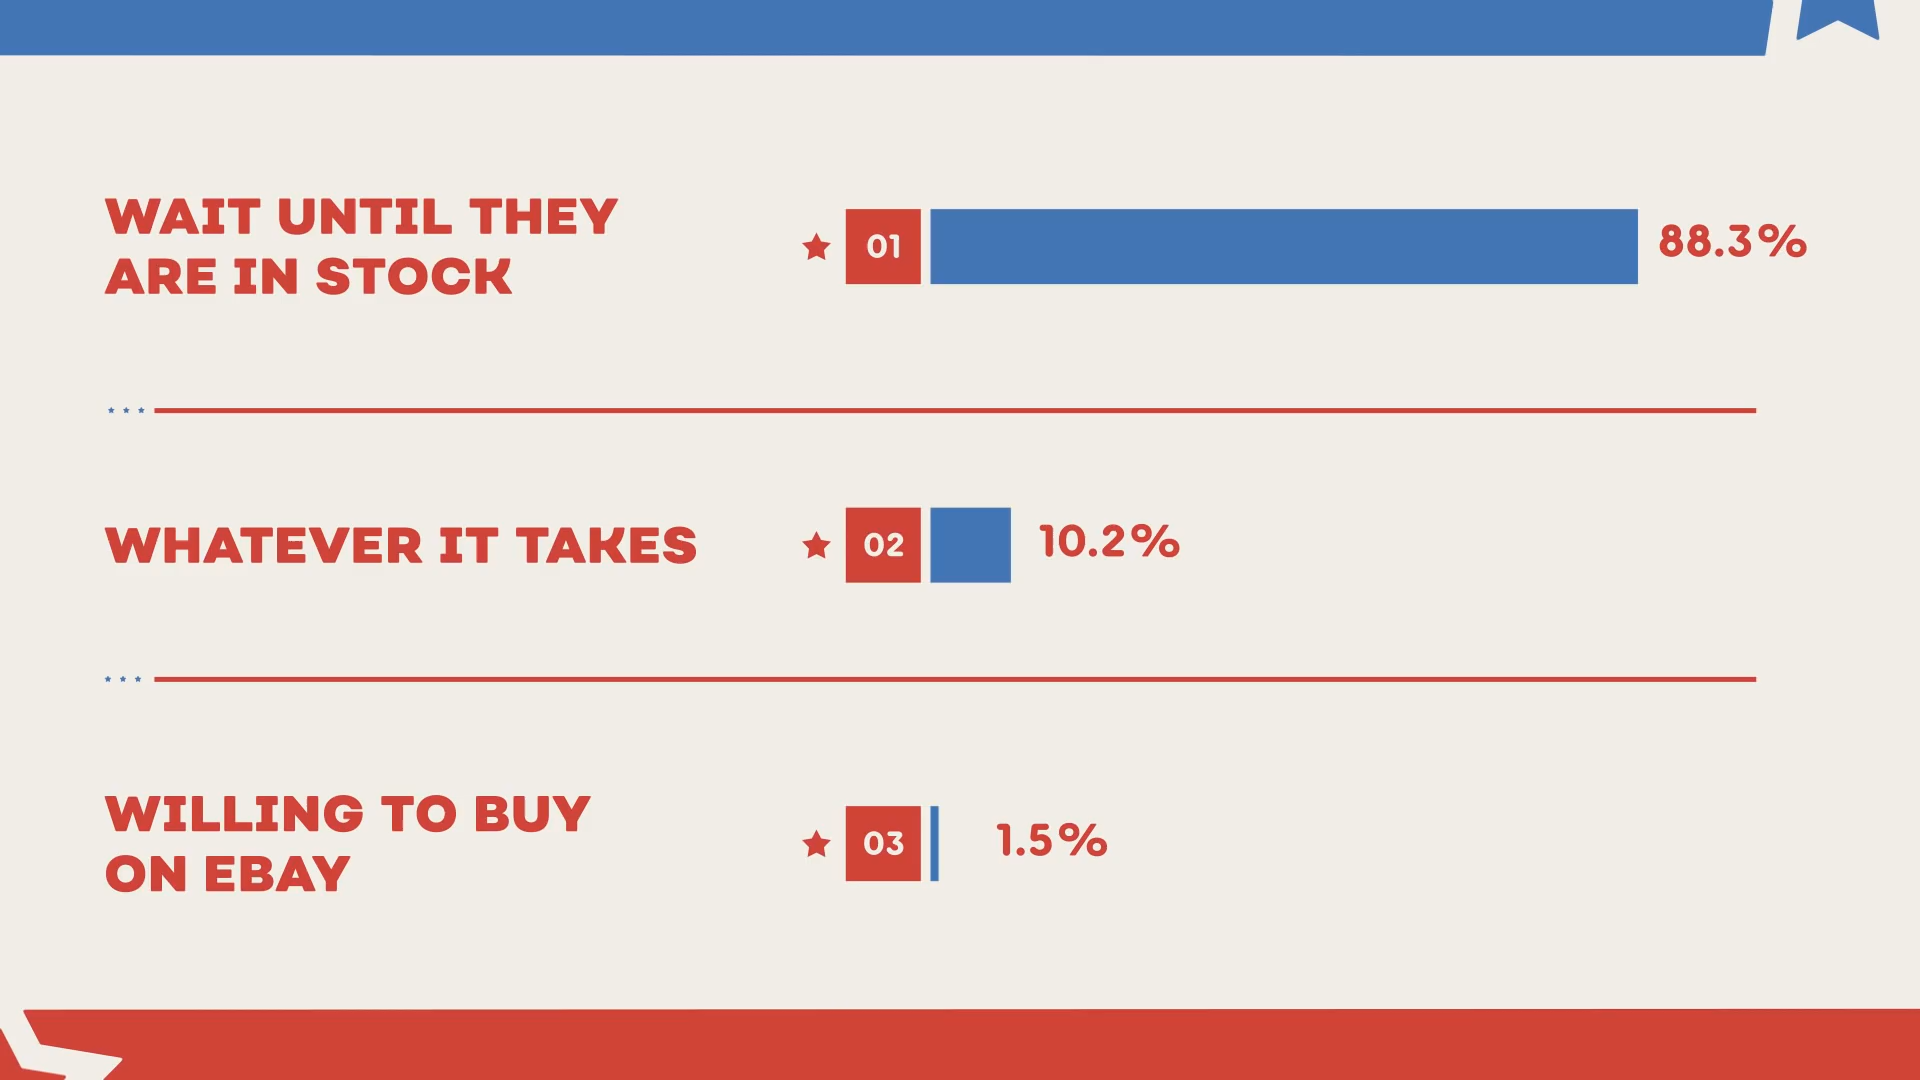 WAIT UNTIL THEY
ARE IN STOCK
01
88.3%
WHATEVER IT TAKES
02
10.2%
WILLING TO BUY
ON EBAY
03
1.5%